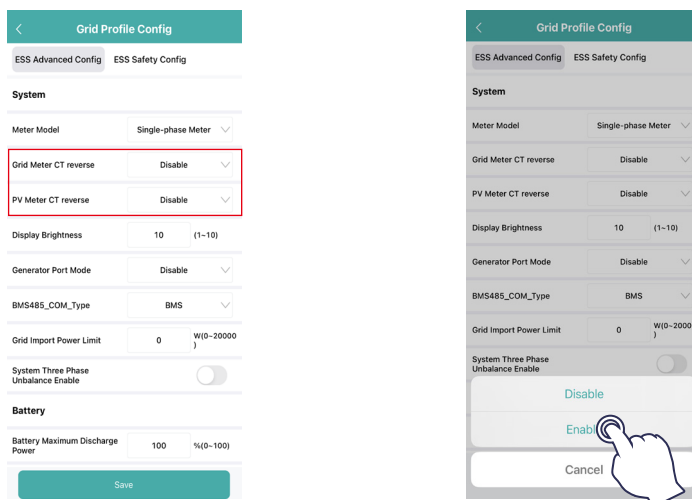 Grid Profile Config
ESS Advanced Config ESS Safety Config
System
Meter Model Single-phase Meter
Grid Meter CT reverse Disable
PV Meter CT reverse Disable
Display Brightness 10 (1~10)
Generator Port Mode Disable
BMS485_COM_Type BMS
Grid Import Power Limit 0 W(0~20000
)
System Three Phase
Unbalance Enable
Battery
Battery Maximum Discharge
Power 100 %(0~100)
Save
Grid Profile Config
ESS Advanced Config ESS Safety Config
System
Meter Model Single-phase Meter
Grid Meter CT reverse Disable
PV Meter CT reverse Disable
Display Brightness 10 (1~10)
Generator Port Mode Disable
BMS485_COM_Type BMS
Grid Import Power Limit 0 W(0~2000
)
System Three Phase
Unbalance Enable
Disable
Enabl
Cancel